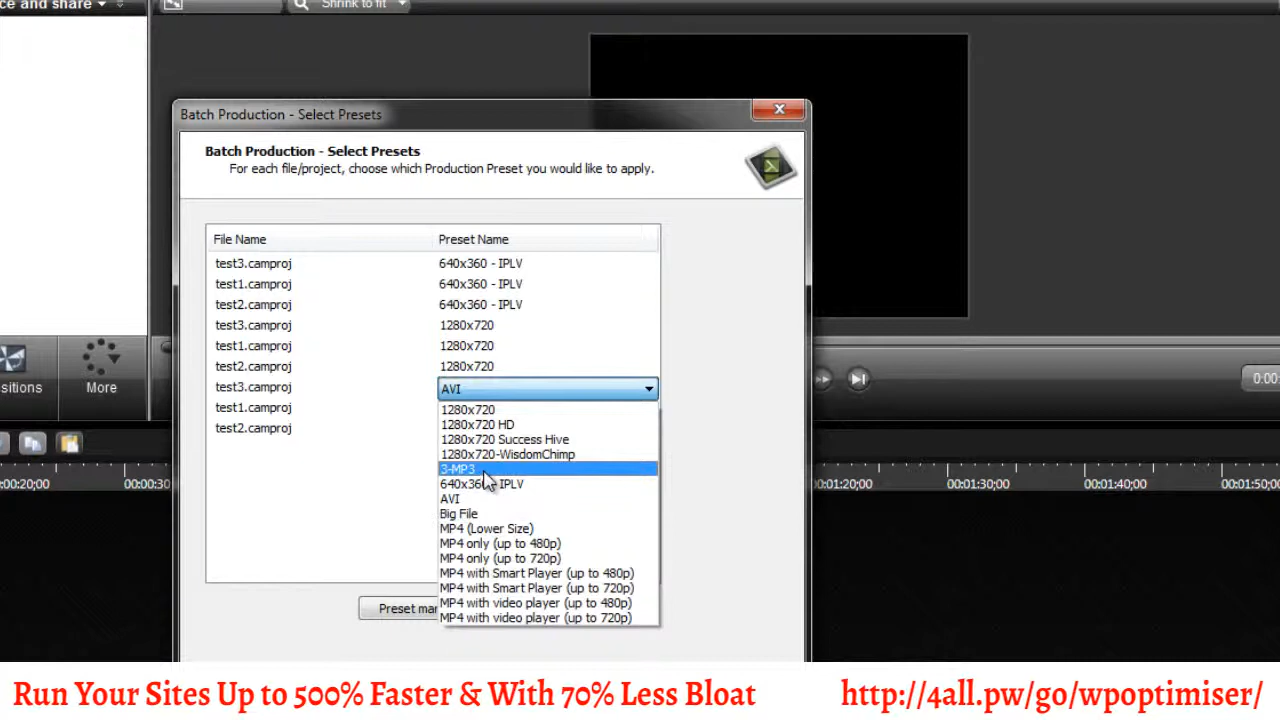 ce and share
Shrink to fit
Batch Production - Select Presets
Batch Production - Select Presets
For each file/project, choose which Production Preset you would like to apply.
File Name Preset Name
test3.camproj 640x360 - IPLV
test1.camproj 640x360 - IPLV
test2.camproj 640x360 - IPLV
test3.camproj 1280x720
test1.camproj 1280x720
test2.camproj 1280x720
test3.camproj AVI
test1.camproj
test2.camproj
1280x720
1280x720 HD
1280x720 Success Hive
1280x720-WisdomChimp
3-MP3
640x360 - IPLV
AVI
Big File
MP4 (Lower Size)
MP4 only (up to 480p)
MP4 only (up to 720p)
MP4 with Smart Player (up to 480p)
MP4 with Smart Player (up to 720p)
MP4 with video player (up to 480p)
MP4 with video player (up to 720p)
Preset mar
sitions More
0:00:
:00:20;00 00:00:30 0:01:20;00 00:01:30;00 00:01:40;00 00:01:50;00
Run Your Sites Up to 500% Faster & With 70% Less Bloat http://4all.pw/go/wpoptimiser/